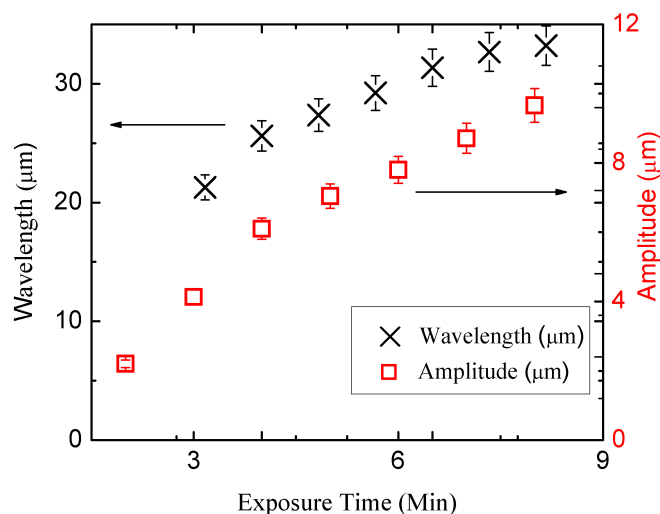 12
30
Wavelength (μm)
20
10
0
8
Amplitude (μm)
4
0
Wavelength (μm)
Amplitude (μm)
3
6
9
Exposure Time (Min)